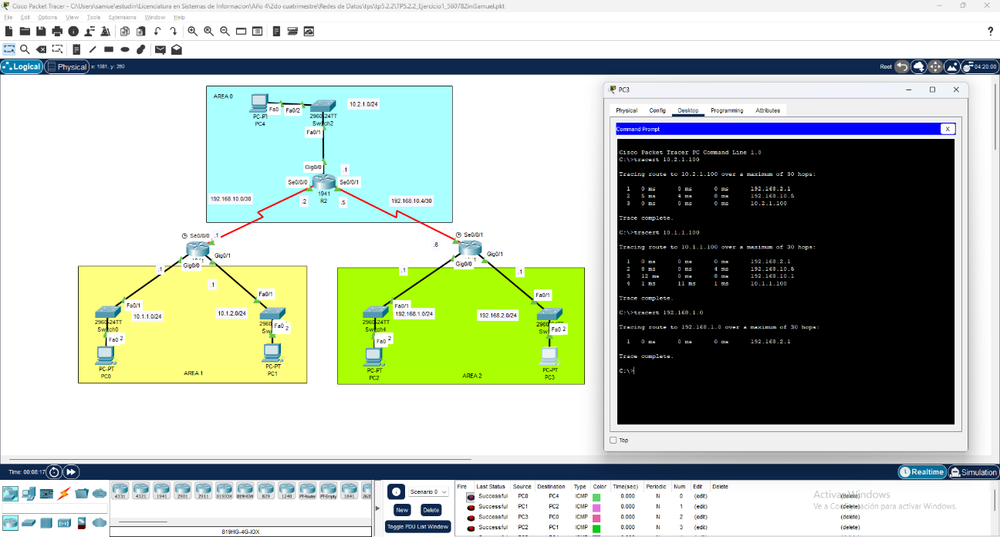 Cisco Packet Tracer - C:\Users\samue\estudin\Licenciatura en Sistemas de Informacion\Año 4\2do cuatrimestre\Redes de Datos\tps\tp5.2.2\TP5.2.2_Ejercicio1_56078ZiniSamuel.pkt
File Edit Options View Tools Extensions Window Help
?
Logical Physical x: 1081, y: 260
Root 04:20:00
AREA 0
PC-PT
PC4
Fa0
Fa0/2
2960-24TT
Switch2
10.2.1.0/24
Fa0/1
Gig0/0
.1
Se0/0/0
Se0/0/1
1941
R2
.2
.5
192.168.10.0/30
192.168.10.4/30
Se0/0/0
.1
Gig0/1
Gig0/0
.1
.1
Fa0/1
10.1.1.0/24
2960-24TT
Switch0
Fa0 2
PC-PT
PC0
Fa0/1
10.1.2.0/24
Fa0 2
PC-PT
PC1
AREA 1
Se0/0/1
.6
Gig0/1
Gig0/0
.1
.1
Fa0/1
192.168.1.0/24
2960-24TT
Switch4
Fa0 2
PC-PT
PC2
Fa0/1
192.168.2.0/24
Fa0 2
PC-PT
PC3
AREA 2
PC3
Physical Config Desktop Programming Attributes
Command Prompt X
Cisco Packet Tracer PC Command Line 1.0
C:\>tracert 10.2.1.100
Tracing route to 10.2.1.100 over a maximum of 30 hops:
1 0 ms 0 ms 0 ms 192.168.2.1
2 5 ms 4 ms 8 ms 192.168.10.5
3 0 ms 0 ms 0 ms 10.2.1.100
Trace complete.
C:\>tracert 10.1.1.100
Tracing route to 10.1.1.100 over a maximum of 30 hops:
1 0 ms 0 ms 0 ms 192.168.2.1
2 8 ms 0 ms 4 ms 192.168.10.5
3 12 ms 0 ms 8 ms 192.168.10.1
4 1 ms 11 ms 1 ms 10.1.1.100
Trace complete.
C:\>tracert 192.168.1.0
Tracing route to 192.168.1.0 over a maximum of 30 hops:
1 0 ms 0 ms 0 ms 192.168.2.1
Trace complete.
C:\>
Top
Time: 00:08:17
Realtime Simulation
4331 4321 1941 2901 2911 819IOX 819HGW 829 1240 PT-Router PT-Empty 1841
819HG-4G-IOX
Scenario 0
New Delete
Toggle PDU List Window
Fire Last Status Source Destination Type Color Time(sec) Periodic Num Edit Delete
Successful PC0 PC4 ICMP 0.000 N 0 (edit) (delete)
Successful PC1 PC2 ICMP 0.000 N 1 (edit) (delete)
Successful PC3 PC0 ICMP 0.000 N 2 (edit) (delete)
Successful PC2 PC1 ICMP 0.000 N 3 (edit) (delete)
Activar Windows
Ve a Configuración para activar Windows.